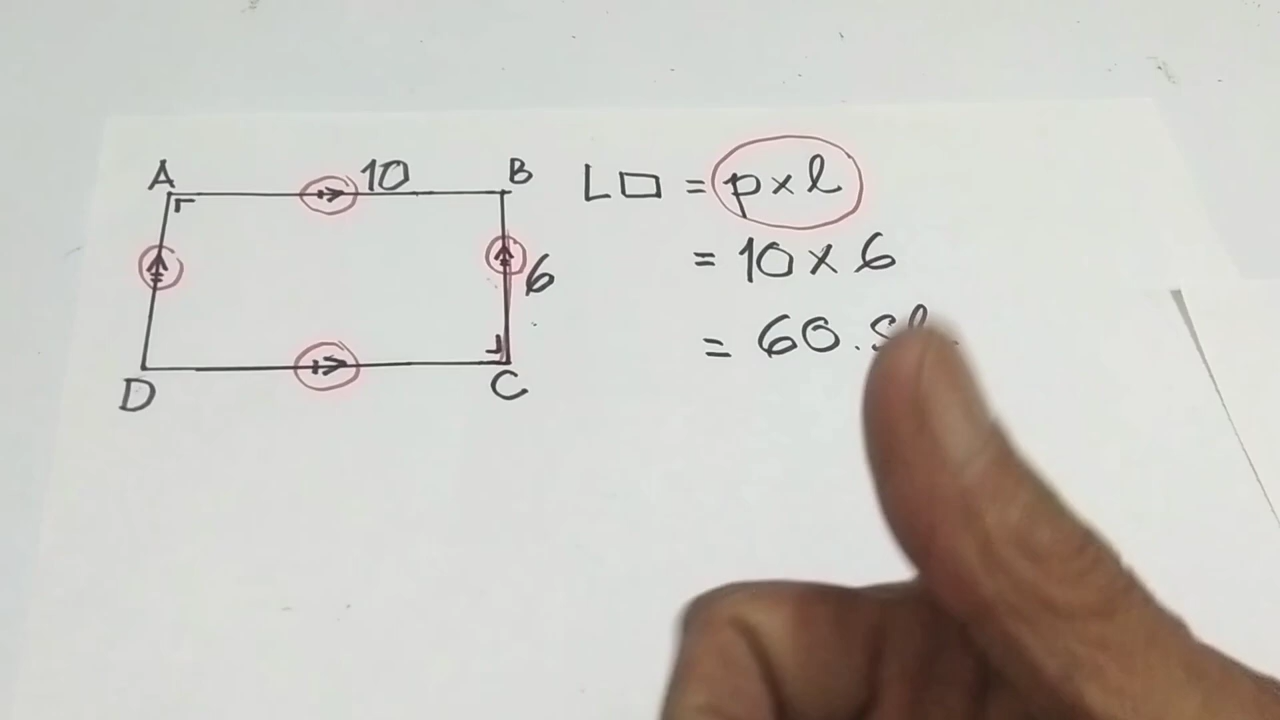 A 10 B
6
D C
L▭ = p x l
= 10 x 6
= 60.